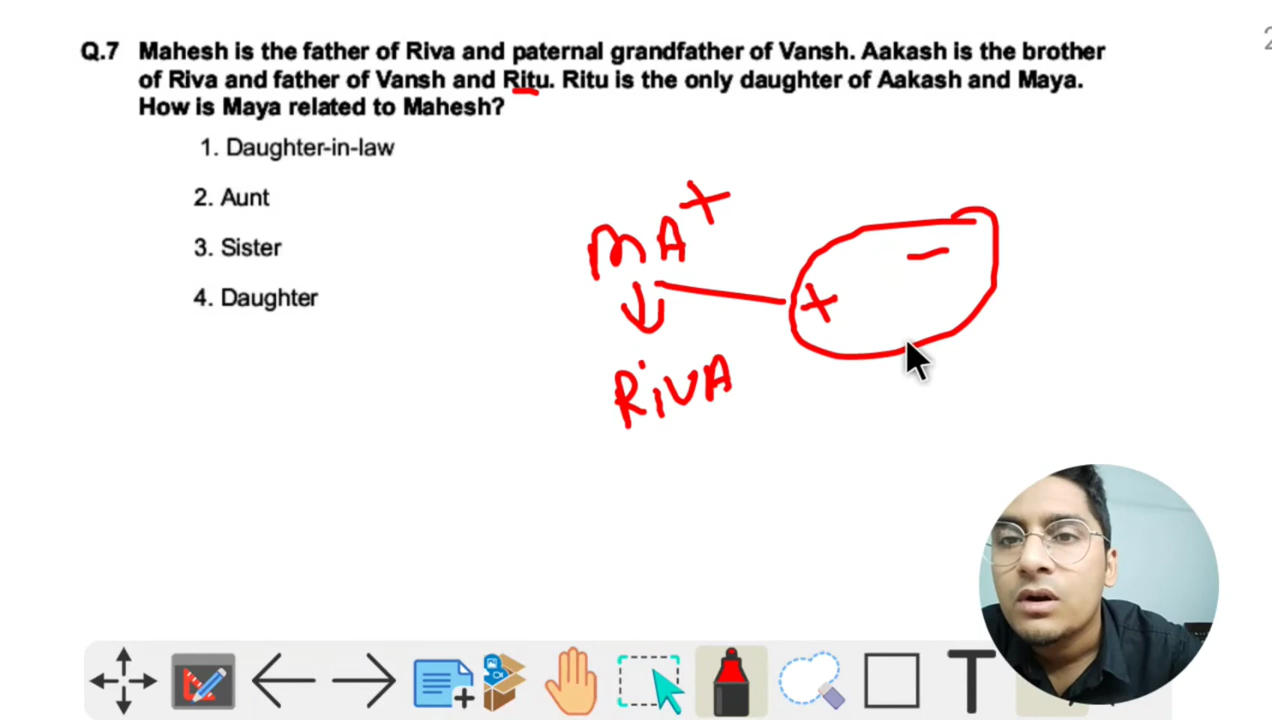 Q.7 Mahesh is the father of Riva and paternal grandfather of Vansh. Aakash is the brother
of Riva and father of Vansh and Ritu. Ritu is the only daughter of Aakash and Maya.
How is Maya related to Mahesh?
1. Daughter-in-law
2. Aunt
3. Sister
4. Daughter
MA+
+ −
RiVA
T
2